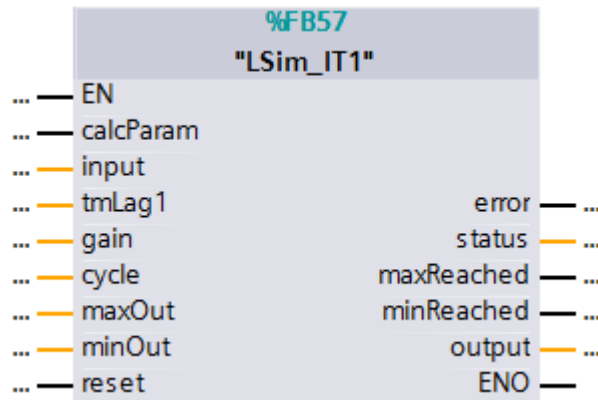 %FB57
"LSim_IT1"
... EN
... calcParam
... input
... tmLag1 error ...
... gain status ...
... cycle maxReached ...
... maxOut minReached ...
... minOut output ...
... reset ENO